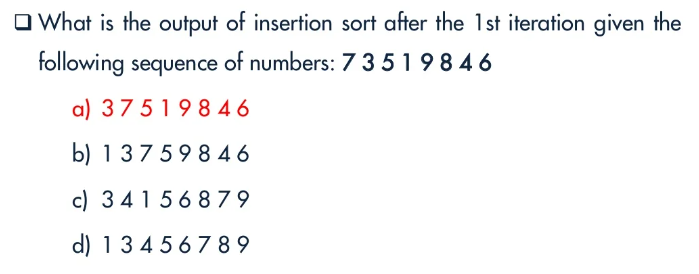 ❑ What is the output of insertion sort after the 1st iteration given the
following sequence of numbers: 7 3 5 1 9 8 4 6
a) 3 7 5 1 9 8 4 6
b) 1 3 7 5 9 8 4 6
c) 3 4 1 5 6 8 7 9
d) 1 3 4 5 6 7 8 9